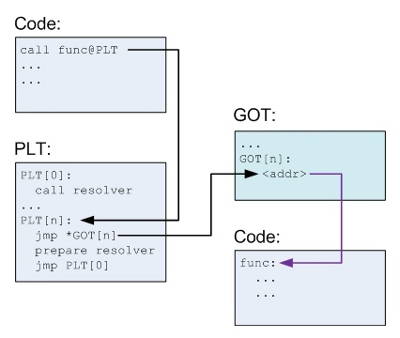 Code:
call func@PLT
...
...
PLT:
PLT[0]:
call resolver
...
PLT[n]:
jmp *GOT[n]
prepare resolver
jmp PLT[0]
GOT:
...
GOT[n]:
<addr>
Code:
func:
...
...